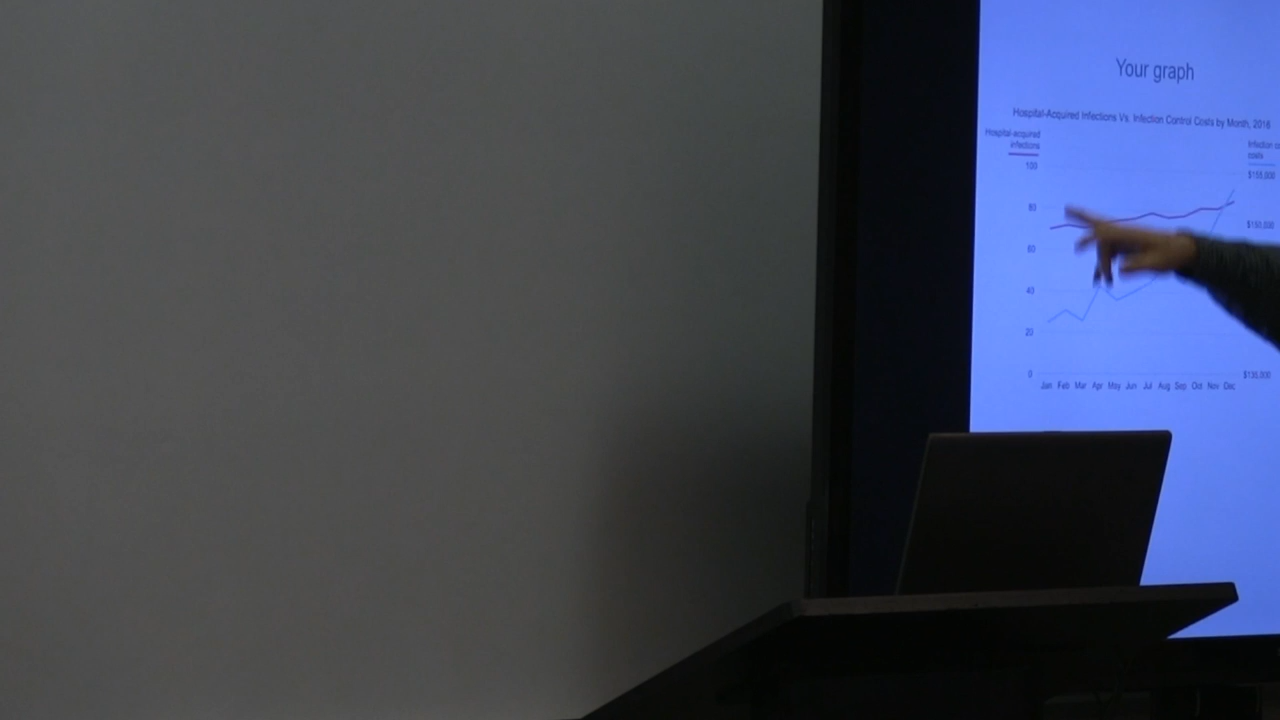 Your graph
Hospital-Acquired Infections Vs. Infection Control Costs by Month, 2016
Hospital-acquired
infections
Infection
costs
100
$155,000
80
$150,000
60
40
20
0
$135,000
Jan Feb Mar Apr May Jun Jul Aug Sep Oct Nov Dec